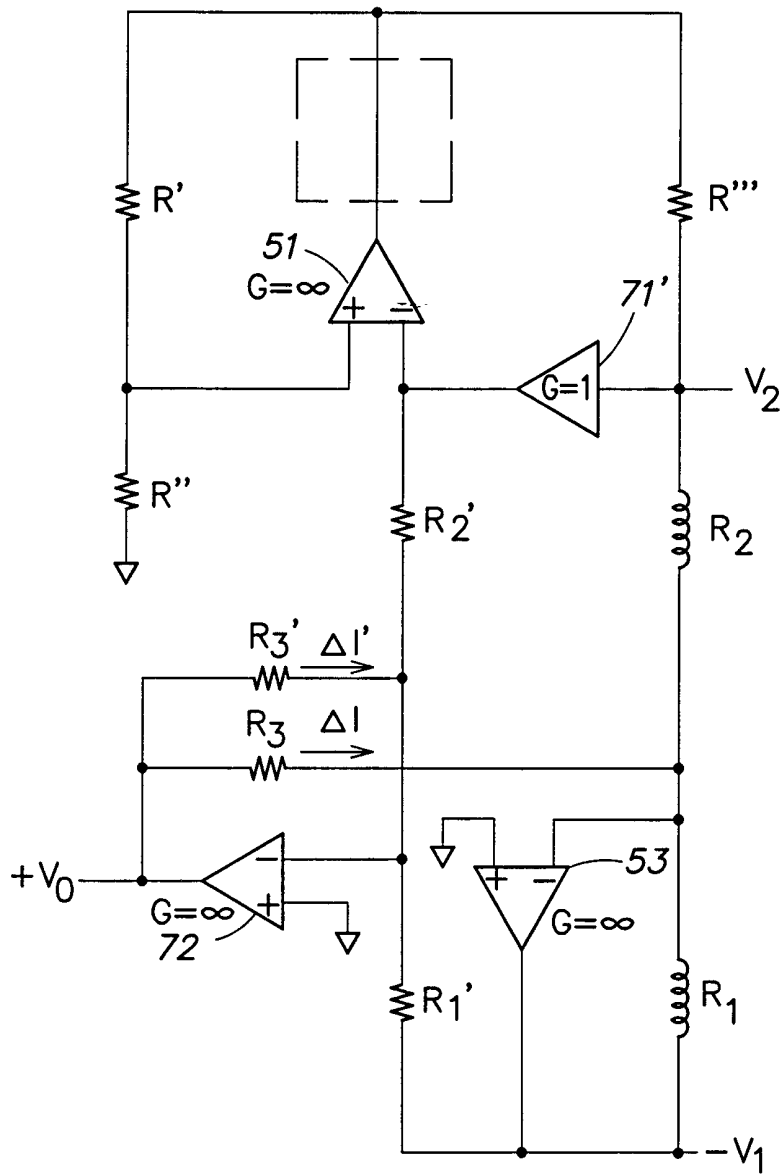 R'
R'''
51
G=∞
+ −
71'
G=1
V2
R''
R2'
R2
R3' ΔI'
R3 ΔI
53
+ −
G=∞
+V0
−
+
G=∞
72
R1'
R1
−V1